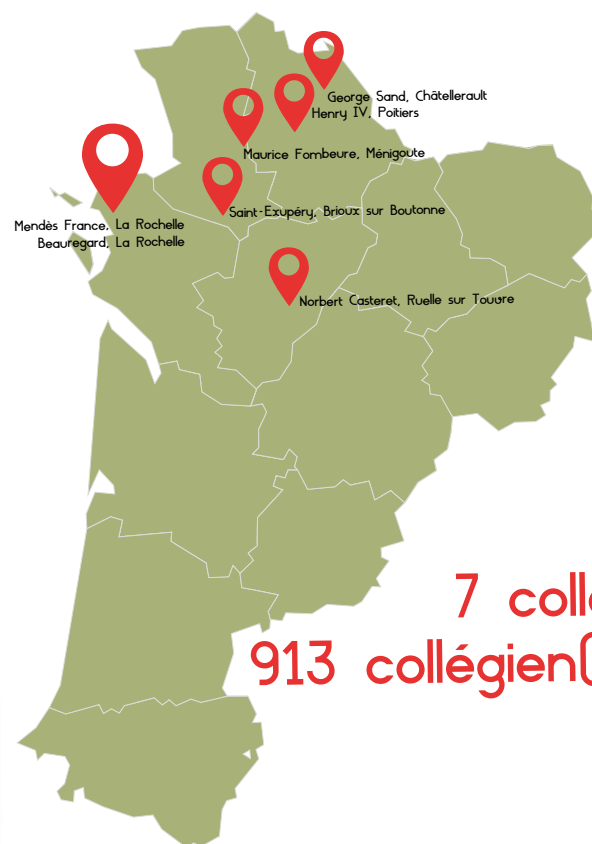 George Sand, Châtellerault
Henry IV, Poitiers
Maurice Fombeure, Ménigoute
Saint-Exupéry, Brioux sur Boutonne
Mendès France, La Rochelle
Beauregard, La Rochelle
Norbert Casteret, Ruelle sur Touvre
7
913